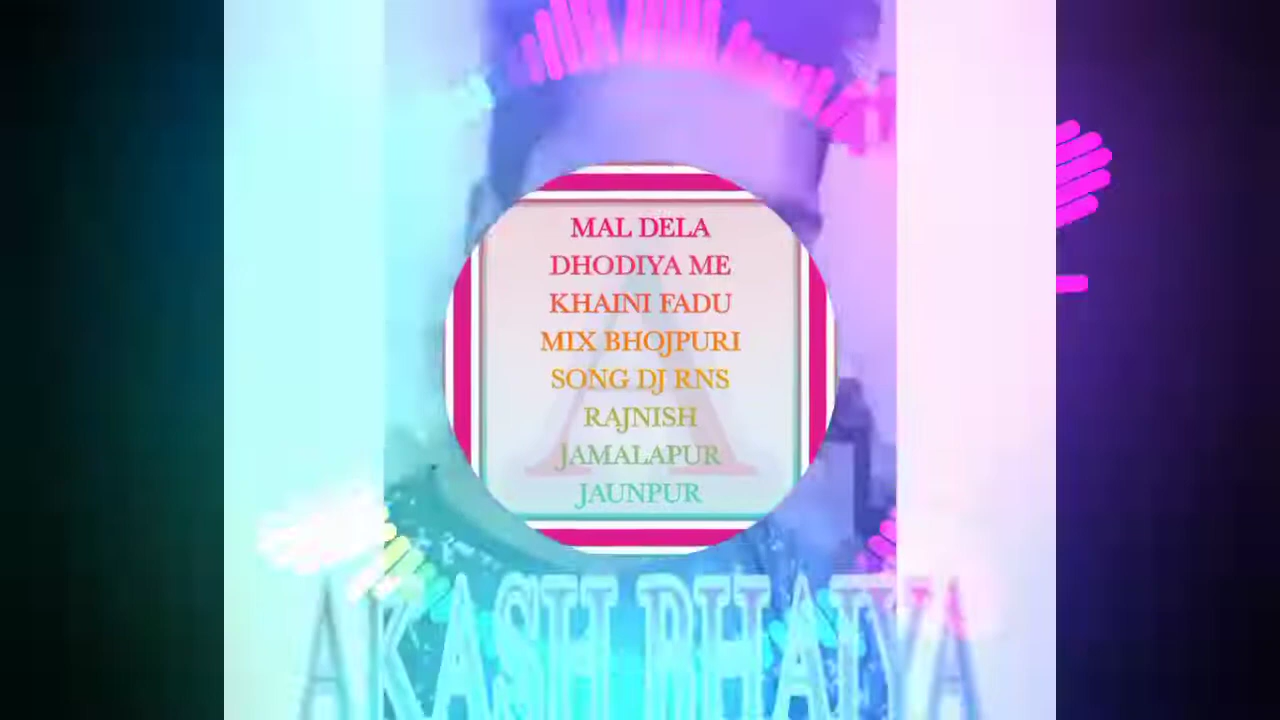 MAL DELA
DHODIYA ME
KHAINI FADU
MIX BHOJPURI
SONG DJ RNS
RAJNISH
JAMALAPUR
JAUNPUR
A
AKASH BHAIYA